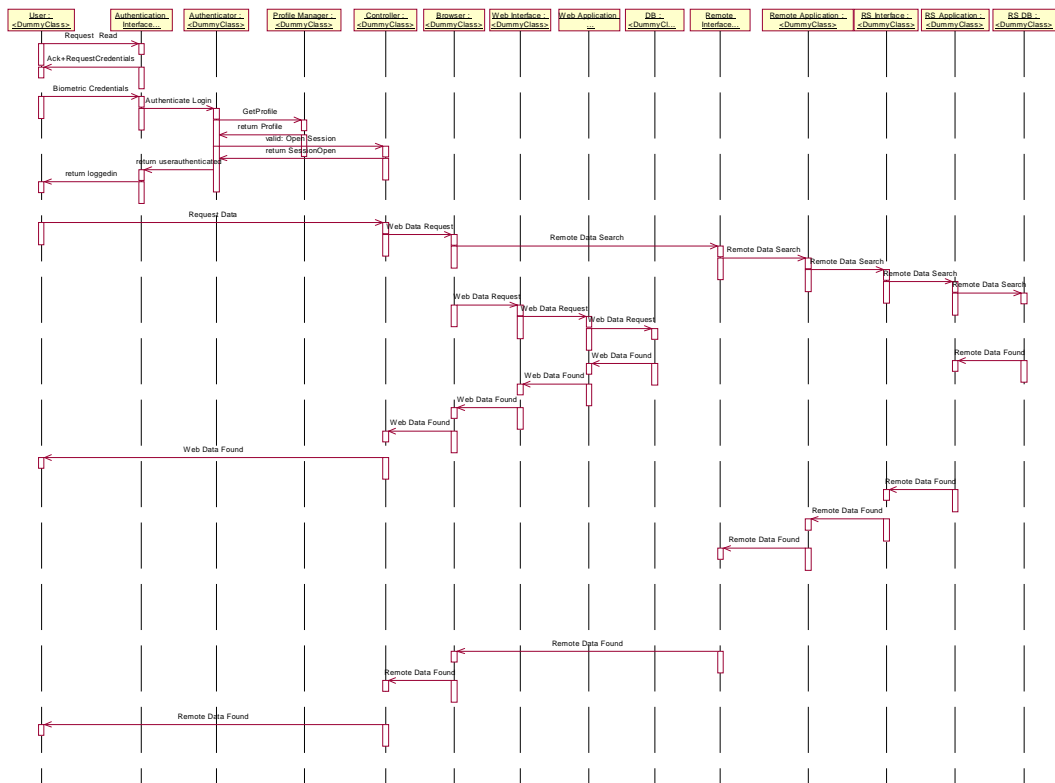 User :
<DummyClass>
Authentication
Interface...
Authenticator :
<DummyClass>
Profile Manager :
<DummyClass>
Controller :
<DummyClass>
Browser :
<DummyClass>
Web Interface :
<DummyClass>
Web Application
...
DB :
<DummyCl...
Remote
Interface...
Remote Application :
<DummyClass>
RS Interface :
<DummyClass>
RS Application :
<DummyClass>
RS DB :
<DummyClass>
Request Read
Ack+RequestCredentials
Biometric Credentials
Authenticate Login
GetProfile
return Profile
valid: Open Session
return SessionOpen
return userauthenticated
return loggedin
Request Data
Web Data Request
Remote Data Search
Remote Data Search
Remote Data Search
Remote Data Search
Remote Data Search
Web Data Request
Web Data Request
Web Data Request
Web Data Found
Remote Data Found
Web Data Found
Web Data Found
Web Data Found
Web Data Found
Remote Data Found
Remote Data Found
Remote Data Found
Remote Data Found
Remote Data Found
Remote Data Found